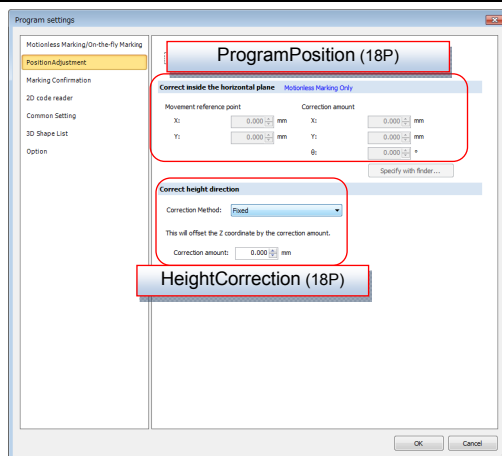 Program settings
Motionless Marking/On-the-fly Marking
PositionAdjustment
Marking Confirmation
2D code reader
Common Setting
3D Shape List
Option
ProgramPosition (18P)
Correct inside the horizontal plane Motionless Marking Only
Movement reference point Correction amount
X: 0.000 mm X: 0.000 mm
Y: 0.000 mm Y: 0.000 mm
θ: 0.000 °
Specify with finder...
Correct height direction
Correction Method: Fixed
This will offset the Z coordinate by the correction amount.
Correction amount: 0.000 mm
HeightCorrection (18P)
OK Cancel